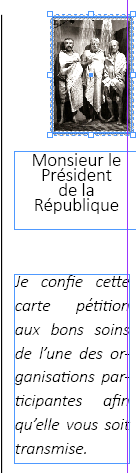 Monsieur le
Président
de la
République
Je confie cette
carte pétition
aux bons soins
de l'une des or-
ganisations par-
ticipantes afin
qu'elle vous soit
transmise.